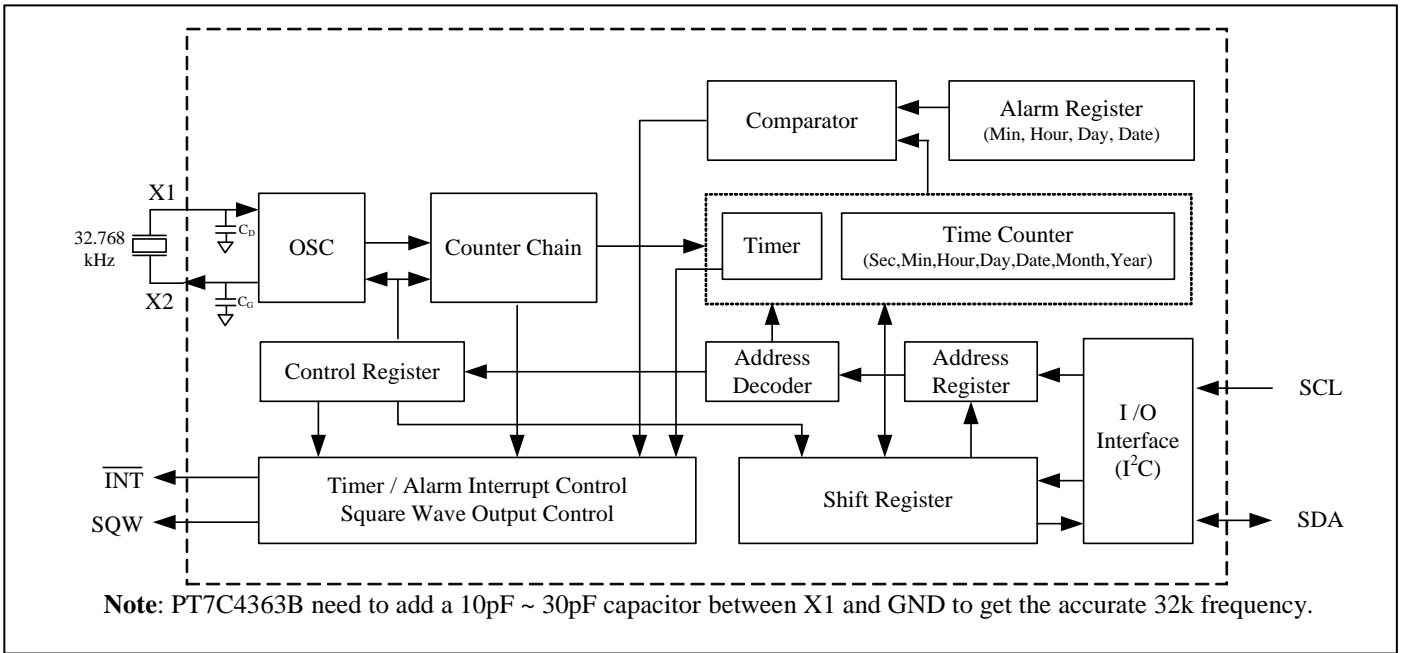 Comparator
Alarm Register
(Min, Hour, Day, Date)
X1
32.768
kHz
X2
C_D
C_G
OSC
Counter Chain
Timer
Time Counter
(Sec,Min,Hour,Day,Date,Month,Year)
Control Register
Address
Decoder
Address
Register
I /O
Interface
(I²C)
SCL
SDA
INT
SQW
Timer / Alarm Interrupt Control
Square Wave Output Control
Shift Register
Note: PT7C4363B need to add a 10pF ~ 30pF capacitor between X1 and GND to get the accurate 32k frequency.